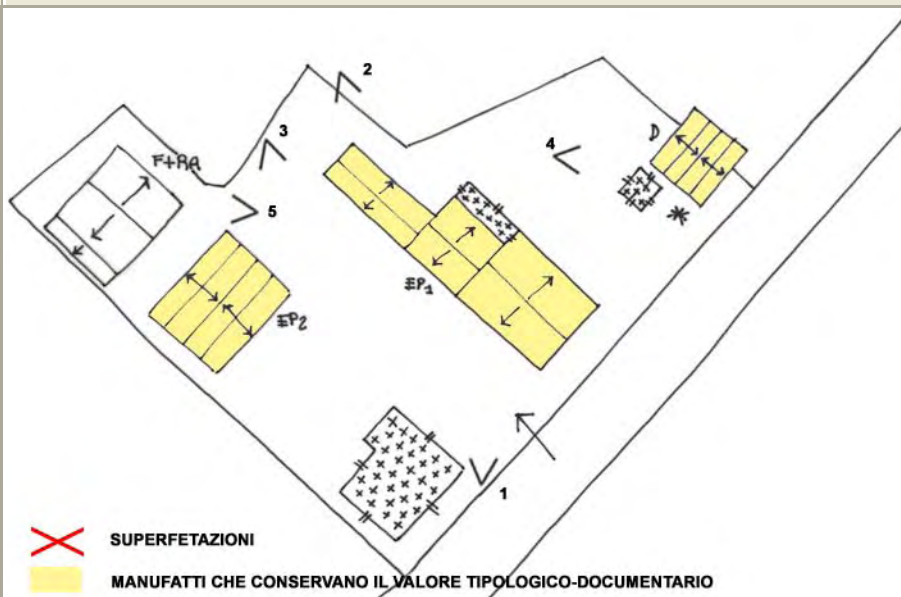 2
3
4
D
F+RA
5
EP1
EP2
1
SUPERFETAZIONI
MANUFATTI CHE CONSERVANO IL VALORE TIPOLOGICO-DOCUMENTARIO